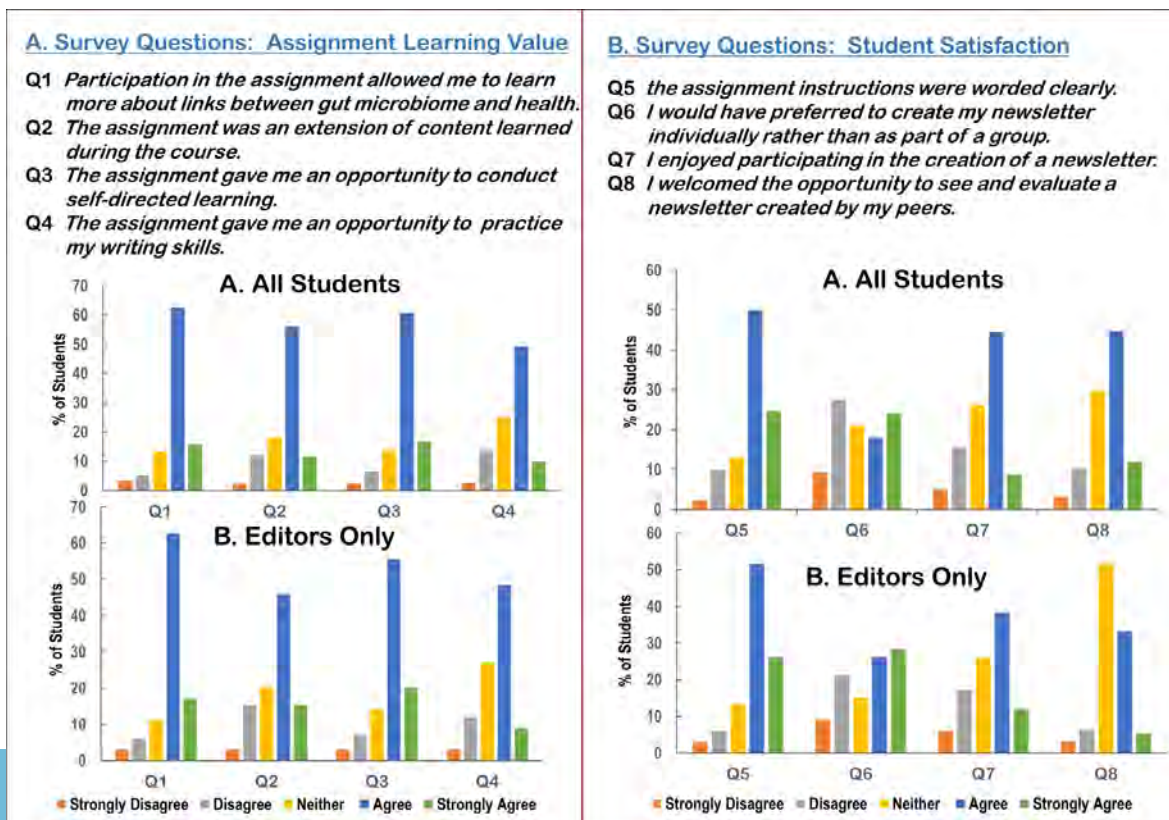 A. Survey Questions: Assignment Learning Value
Q1 Participation in the assignment allowed me to learn
more about links between gut microbiome and health.
Q2 The assignment was an extension of content learned
during the course.
Q3 The assignment gave me an opportunity to conduct
self-directed learning.
Q4 The assignment gave me an opportunity to practice
my writing skills.
A. All Students
% of Students
70
60
50
40
30
20
10
0
Q1 Q2 Q3 Q4
B. Editors Only
% of Students
70
60
50
40
30
20
10
0
Q1 Q2 Q3 Q4
Strongly Disagree Disagree Neither Agree Strongly Agree
B. Survey Questions: Student Satisfaction
Q5 the assignment instructions were worded clearly.
Q6 I would have preferred to create my newsletter
individually rather than as part of a group.
Q7 I enjoyed participating in the creation of a newsletter.
Q8 I welcomed the opportunity to see and evaluate a
newsletter created by my peers.
A. All Students
% of Students
60
50
40
30
20
10
0
Q5 Q6 Q7 Q8
B. Editors Only
% of Students
60
50
40
30
20
10
0
Q5 Q6 Q7 Q8
Strongly Disagree Disagree Neither Agree Strongly Agree